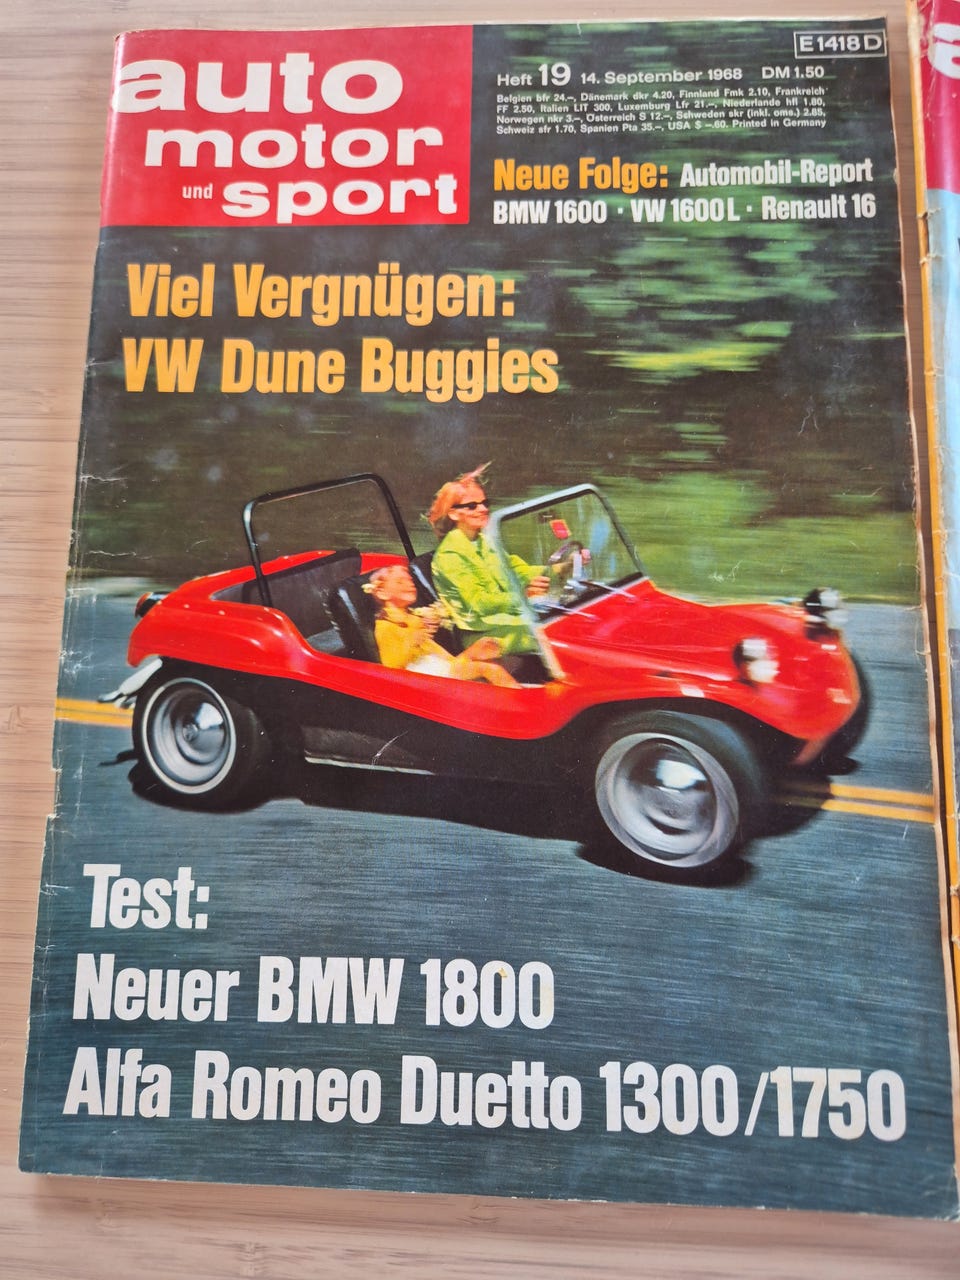 auto
motor
und sport
E 1418 D
Heft 19 14. September 1968 DM 1.50
Belgien bfr 24.–, Dänemark dkr 4.20, Finnland Fmk 2.10, Frankreich
FF 2.50, Italien LIT 300, Luxemburg Lfr 21.–, Niederlande hfl 1.80,
Norwegen nkr 3.–, Österreich S 12.–, Schweden skr (inkl. oms.) 2.85,
Schweiz sfr 1.70, Spanien Pta 35.–, USA $ –.60. Printed in Germany
Neue Folge: Automobil-Report
BMW 1600 · VW 1600 L · Renault 16
Viel Vergnügen:
VW Dune Buggies
Test:
Neuer BMW 1800
Alfa Romeo Duetto 1300/1750